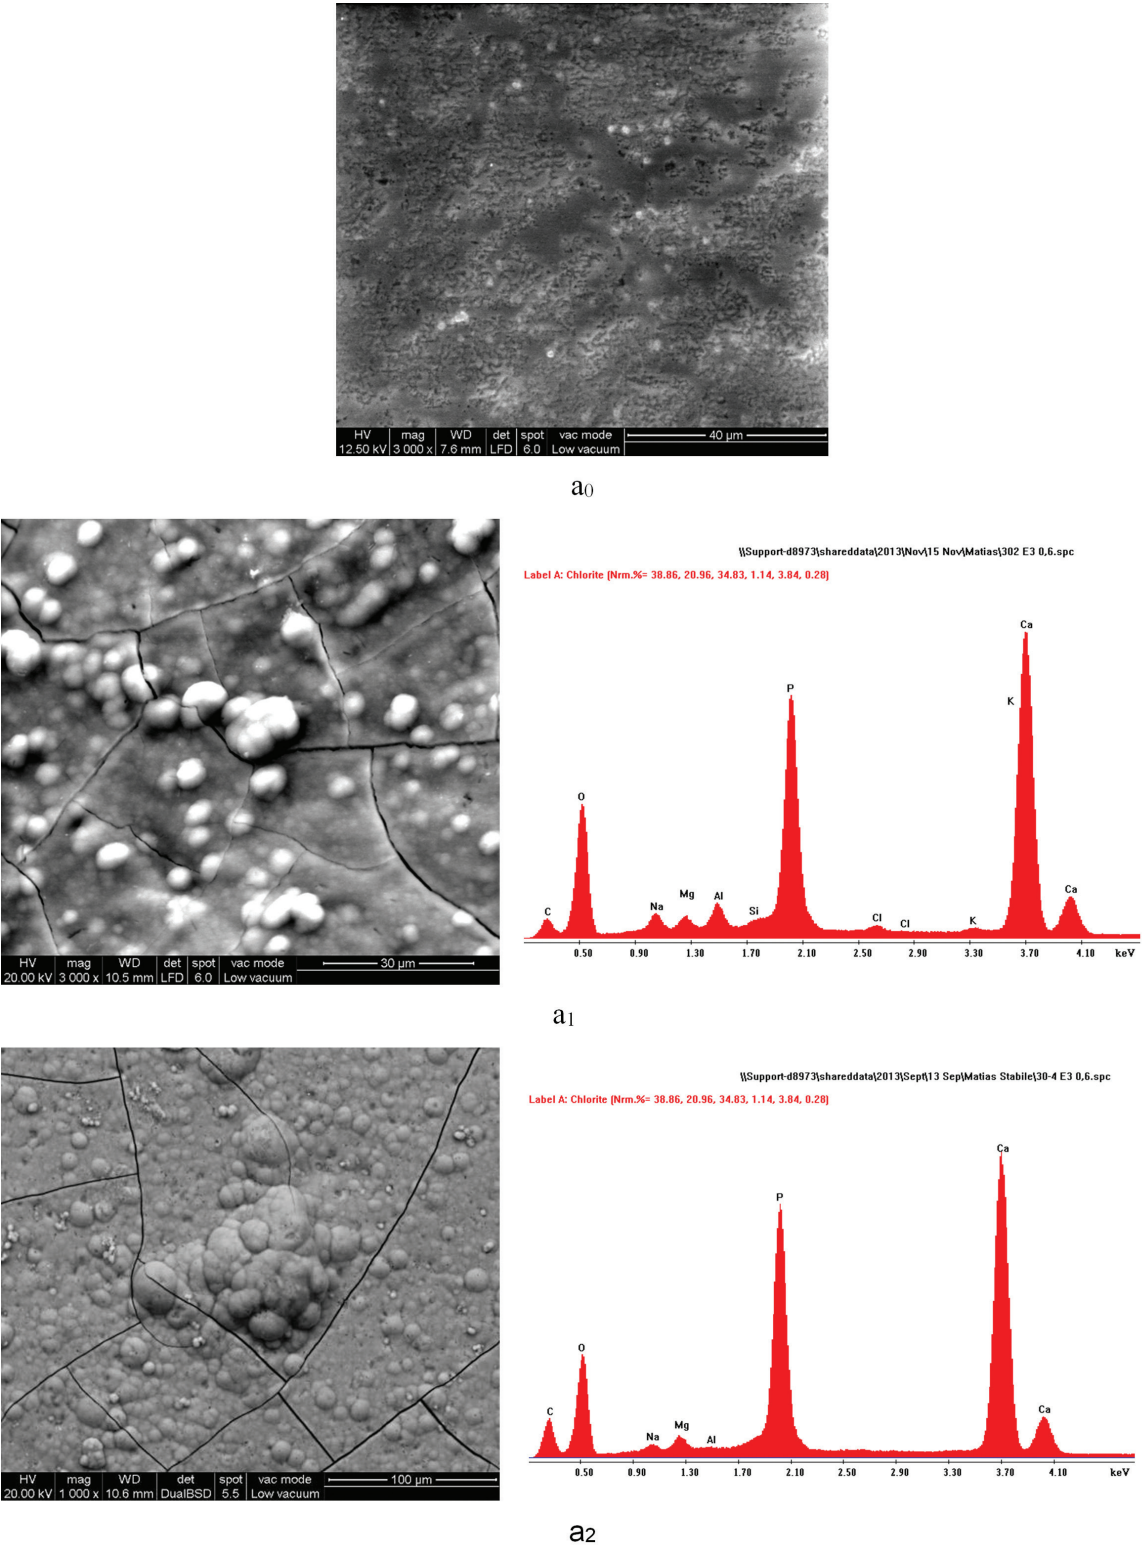 HV mag WD det spot vac mode 40 µm
12.50 kV 3 000 x 7.6 mm LFD 6.0 Low vacuum
a0
\\Support-d8973\shareddata\2013\Nov\15 Nov\Matias\302 E3 0,6.spc
Label A: Chlorite (Nrm.%= 38.86, 20.96, 34.83, 1.14, 3.84, 0.28)
Ca
P
K
O
C Na Mg Al Si Cl Cl K Ca
0.50 0.90 1.30 1.70 2.10 2.50 2.90 3.30 3.70 4.10 keV
HV mag WD det spot vac mode 30 µm
20.00 kV 3 000 x 10.5 mm LFD 6.0 Low vacuum
a1
\\Support-d8973\shareddata\2013\Sept\13 Sep\Matias Stabile\30-4 E3 0,6.spc
Label A: Chlorite (Nrm.%= 38.86, 20.96, 34.83, 1.14, 3.84, 0.28)
Ca
P
O
C Na Mg Al Ca
0.50 0.90 1.30 1.70 2.10 2.50 2.90 3.30 3.70 4.10 keV
HV mag WD det spot vac mode 100 µm
20.00 kV 1 000 x 10.6 mm DualBSD 5.5 Low vacuum
a2